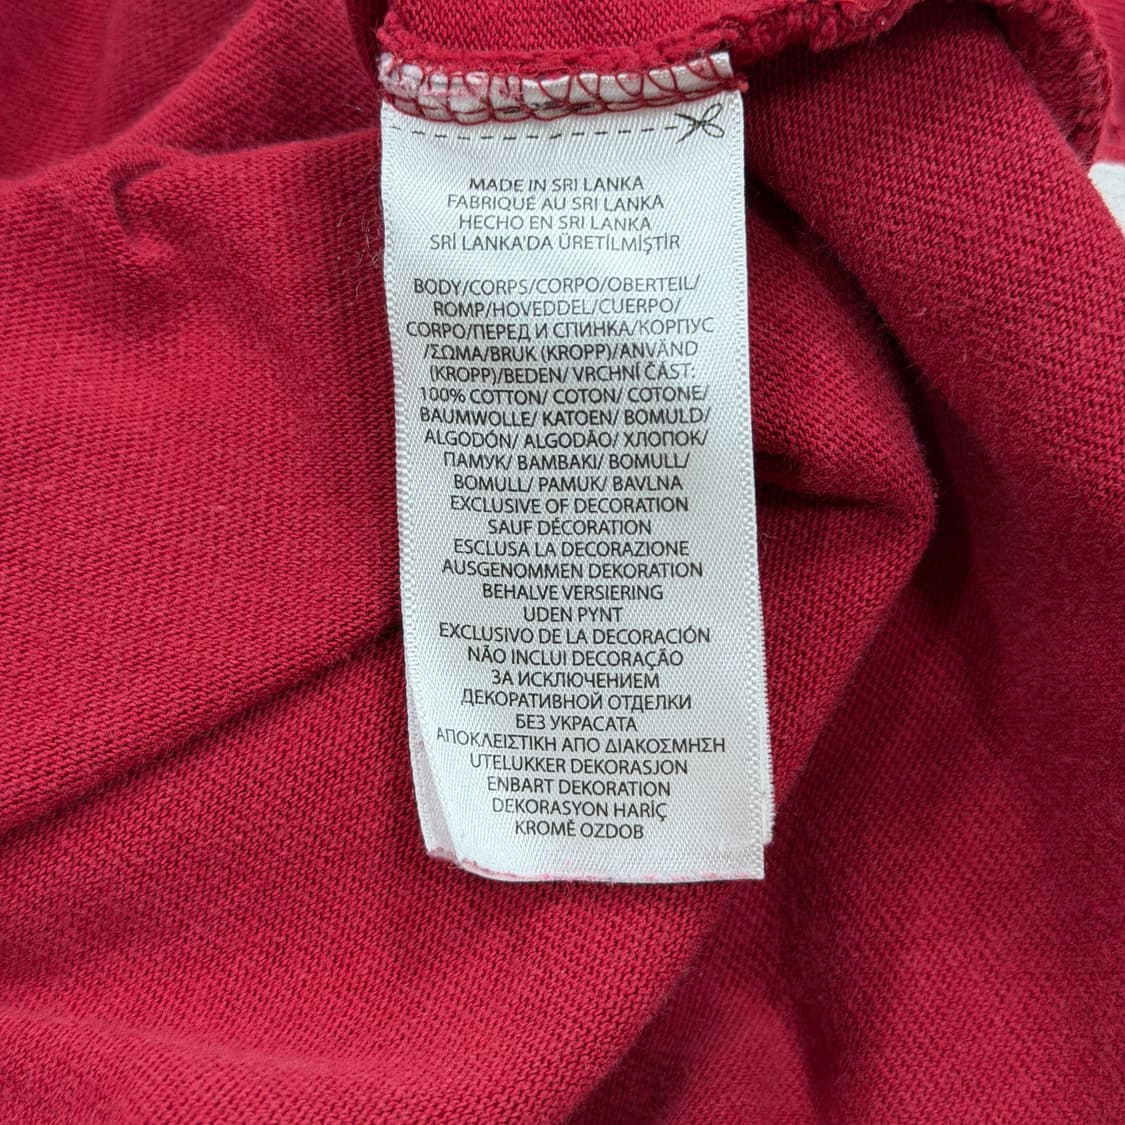 MADE IN SRI LANKA
FABRIQUÉ AU SRI LANKA
HECHO EN SRI LANKA
SRİ LANKA'DA ÜRETİLMİŞTİR
BODY/CORPS/CORPO/OBERTEIL/
ROMP/HOVEDDEL/CUERPO/
CORPO/ПЕРЕД И СПИНКА/КОРПУС
/ΣΩΜΑ/BRUK (KROPP)/ANVÄND
(KROPP)/BEDEN/ VRCHNÍ ČÁST:
100% COTTON/ COTON/ COTONE/
BAUMWOLLE/ KATOEN/ BOMULD/
ALGODÓN/ ALGODÃO/ ХЛОПОК/
ПАМУК/ ΒΑΜΒΑΚΙ/ BOMULL/
BOMULL/ PAMUK/ BAVLNA
EXCLUSIVE OF DECORATION
SAUF DÉCORATION
ESCLUSA LA DECORAZIONE
AUSGENOMMEN DEKORATION
BEHALVE VERSIERING
UDEN PYNT
EXCLUSIVO DE LA DECORACIÓN
NÃO INCLUI DECORAÇÃO
ЗА ИСКЛЮЧЕНИЕМ
ДЕКОРАТИВНОЙ ОТДЕЛКИ
БЕЗ УКРАСАТА
ΑΠΟΚΛΕΙΣΤΙΚΗ ΑΠΟ ΔΙΑΚΟΣΜΗΣΗ
UTELUKKER DEKORASJON
ENBART DEKORATION
DEKORASYON HARİÇ
KROMĚ OZDOB